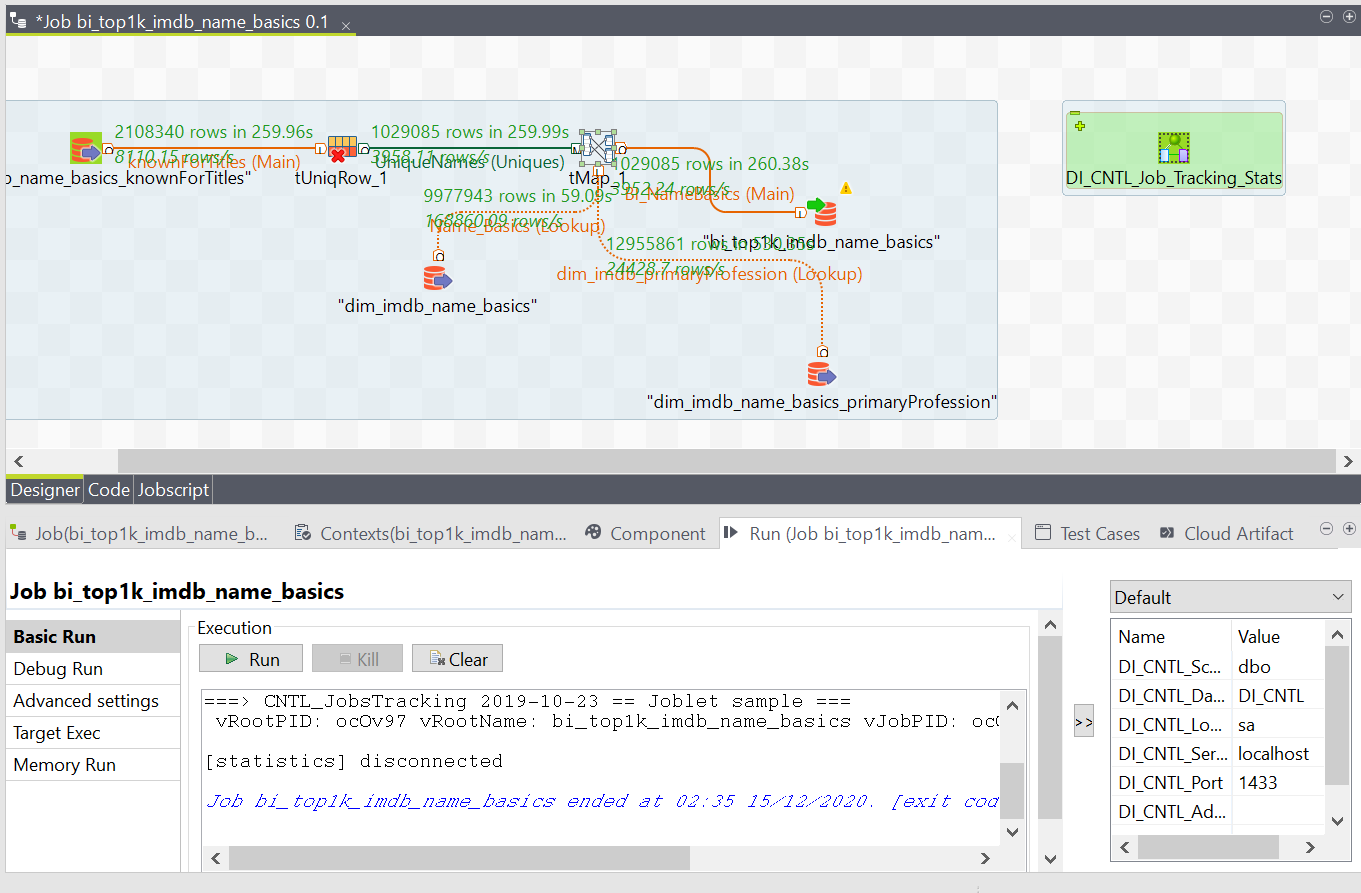 *Job bi_top1k_imdb_name_basics 0.1
2108340 rows in 259.96s
8110.15 rows/s
knownForTitles (Main)
1029085 rows in 259.99s
3958.11 rows/s
UniqueNames (Uniques)
o_name_basics_knownForTitles"
tUniqRow_1
tMap_1
1029085 rows in 260.38s
3952.24 rows/s
bi_NameBasics (Main)
9977943 rows in 59.09s
168860.09 rows/s
Name_Basics (Lookup)
"bi_top1k_imdb_name_basics"
12955861 rows in 530.35s
24428.7 rows/s
dim_imdb_primaryProfession (Lookup)
"dim_imdb_name_basics"
"dim_imdb_name_basics_primaryProfession"
DI_CNTL_Job_Tracking_Stats
Designer
Code
Jobscript
Job(bi_top1k_imdb_name_b...
Contexts(bi_top1k_imdb_nam...
Component
Run (Job bi_top1k_imdb_nam...
Test Cases
Cloud Artifact
Job bi_top1k_imdb_name_basics
Basic Run
Debug Run
Advanced settings
Target Exec
Memory Run
Execution
Run
Kill
Clear
===> CNTL_JobsTracking 2019-10-23 == Joblet sample ===
vRootPID: ocOv97 vRootName: bi_top1k_imdb_name_basics vJobPID: oc
[statistics] disconnected
Job bi_top1k_imdb_name_basics ended at 02:35 15/12/2020. [exit cod
>>
Default
Name Value
DI_CNTL_Sc... dbo
DI_CNTL_Da... DI_CNTL
DI_CNTL_Lo... sa
DI_CNTL_Ser... localhost
DI_CNTL_Port 1433
DI_CNTL_Ad...